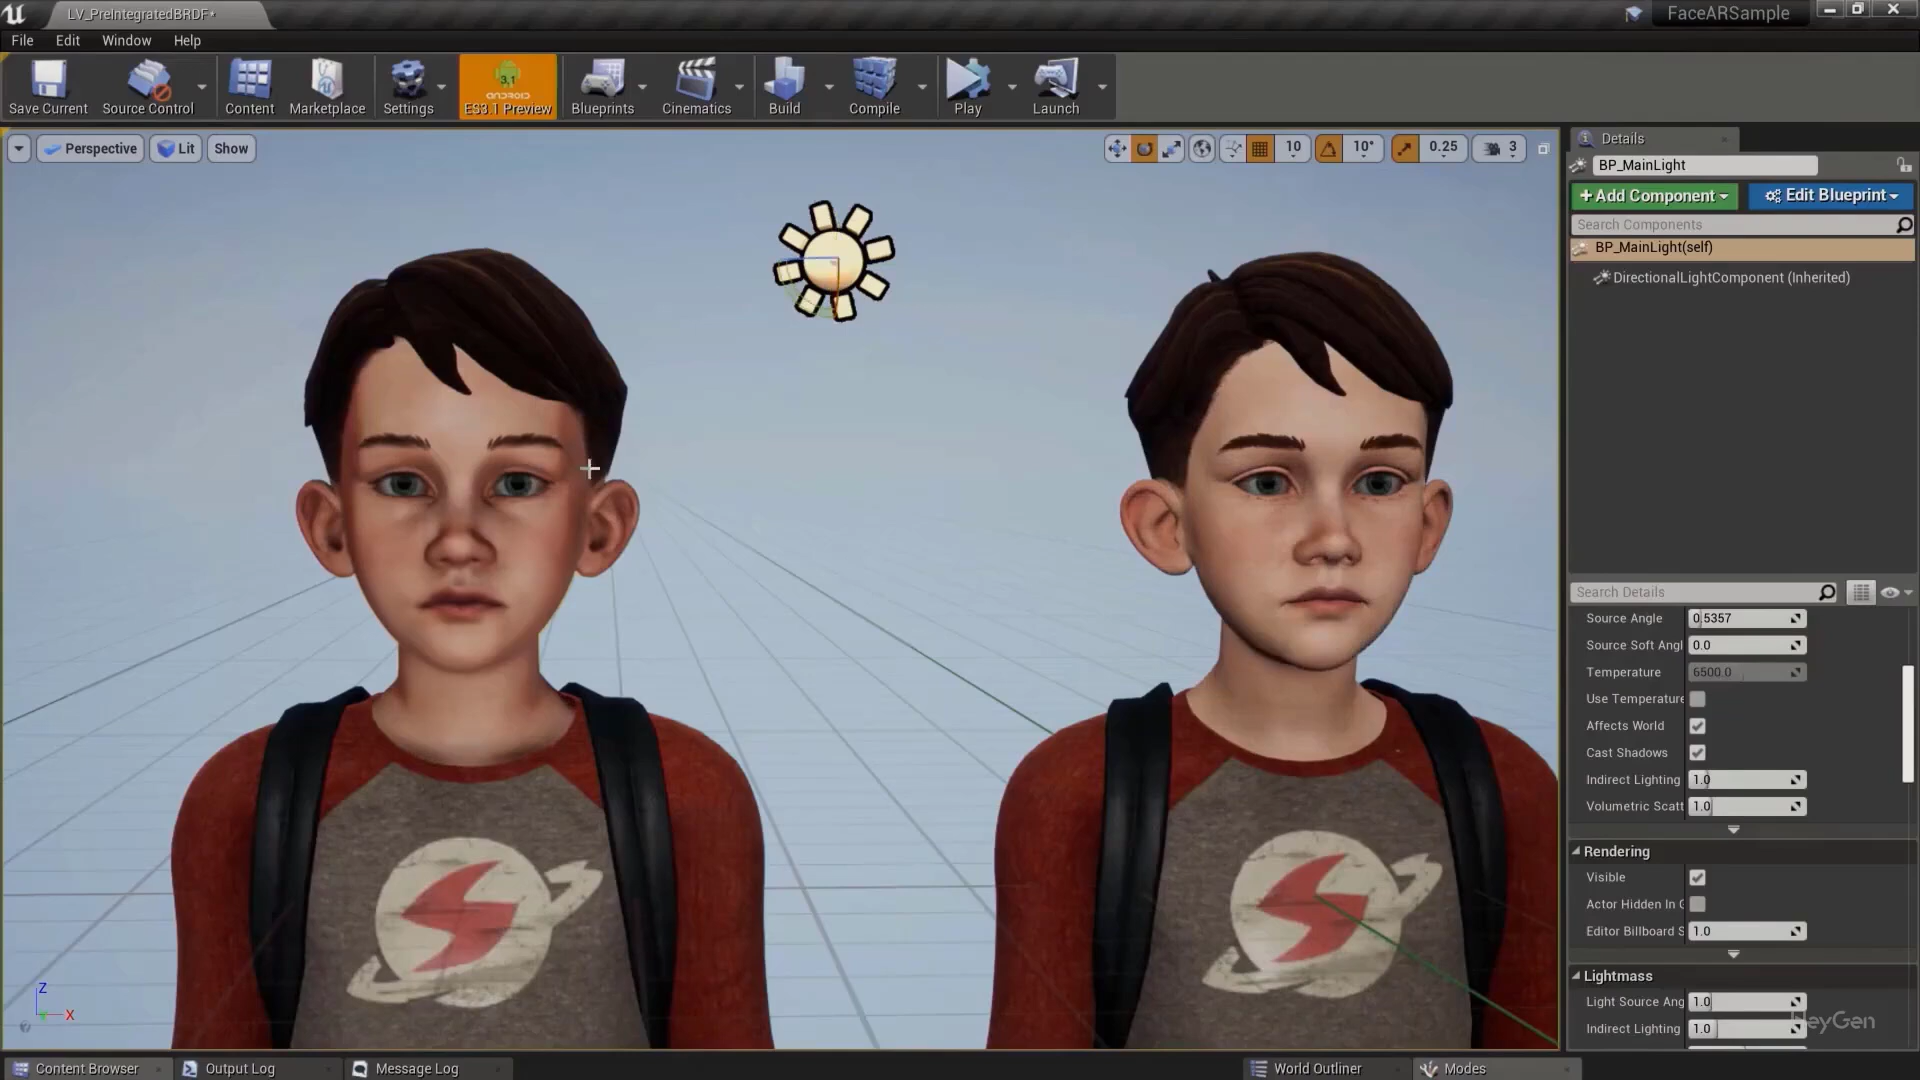 LV_PreIntegratedBRDF*
FaceARSample
File Edit Window Help
3.1
ANDROID
Save Current Source Control Content Marketplace Settings ES3.1 Preview Blueprints Cinematics Build Compile Play Launch
Perspective Lit Show 10 10° 0.25 3
Details
BP_MainLight
+ Add Component Edit Blueprint
Search Components
BP_MainLight(self)
DirectionalLightComponent (Inherited)
Search Details
Source Angle 0.5357
Source Soft Angl 0.0
Temperature 6500.0
Use Temperature
Affects World
Cast Shadows
Indirect Lighting 1.0
Volumetric Scatt 1.0
Rendering
Visible
Actor Hidden In G
Editor Billboard S 1.0
Lightmass
Light Source Ang 1.0
Indirect Lighting 1.0
HeyGen
Z
X
Content Browser Output Log Message Log World Outliner Modes